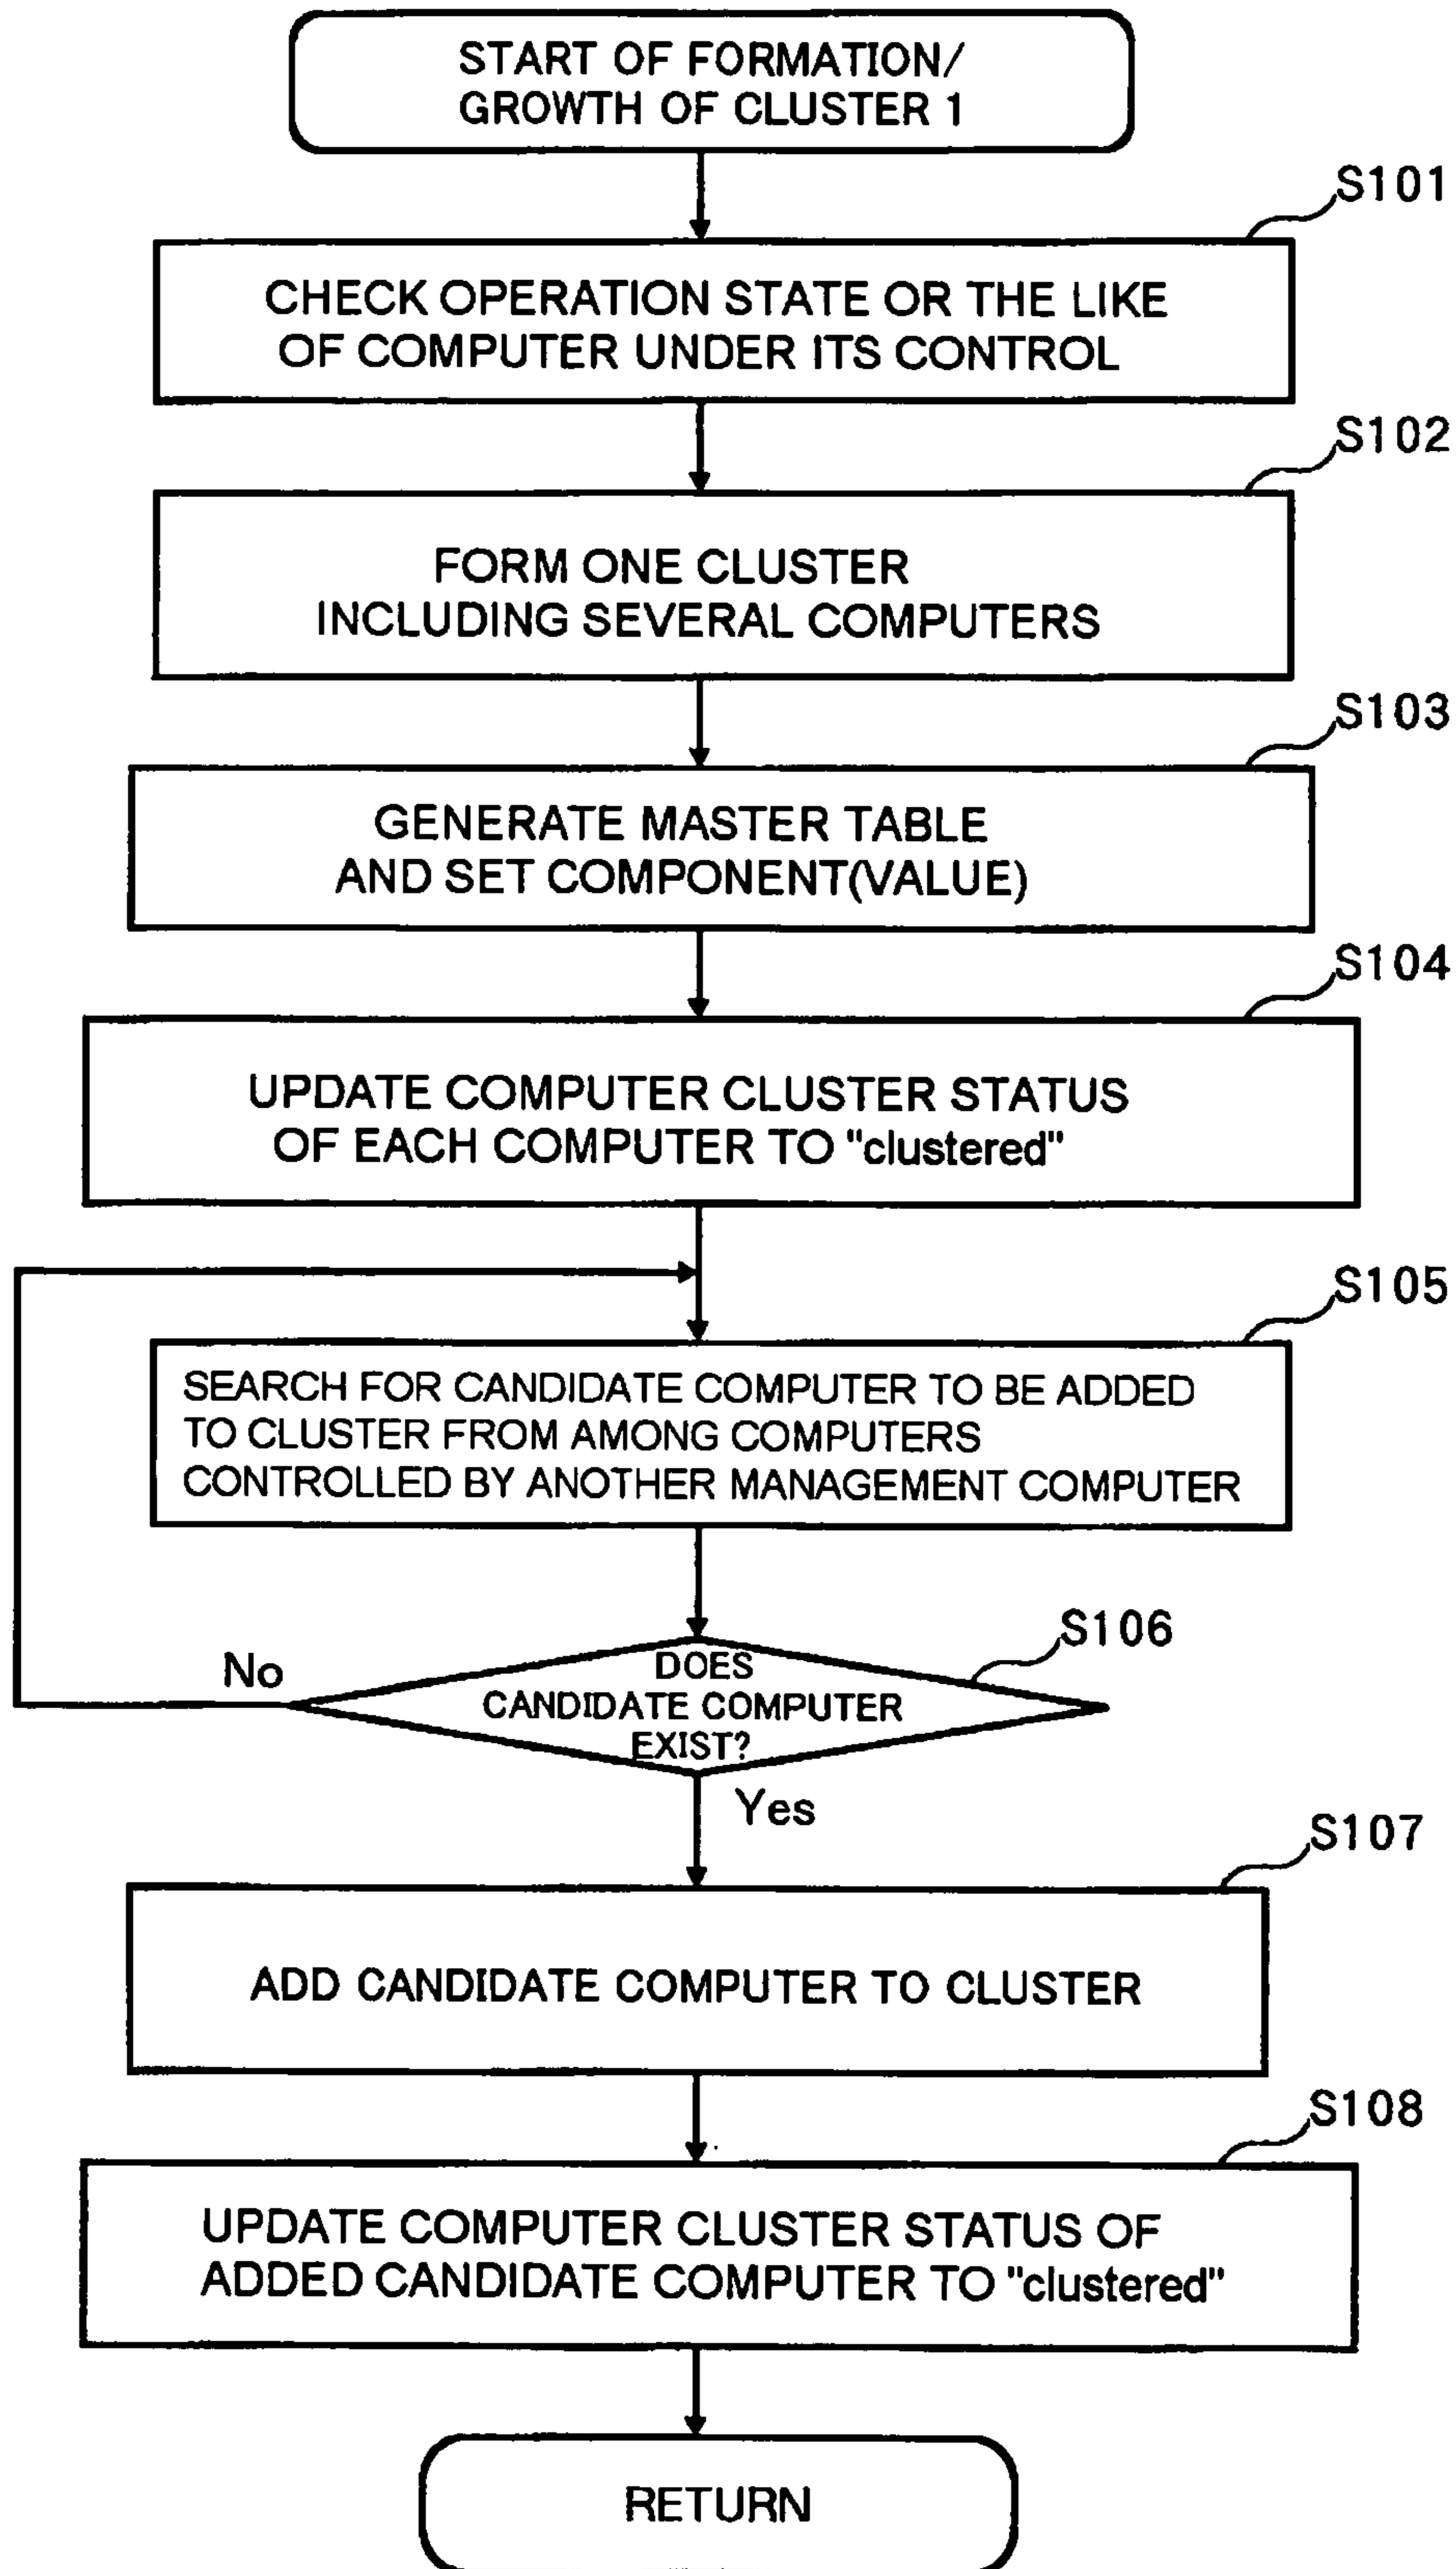 START OF FORMATION/
GROWTH OF CLUSTER 1
S101
CHECK OPERATION STATE OR THE LIKE
OF COMPUTER UNDER ITS CONTROL
S102
FORM ONE CLUSTER
INCLUDING SEVERAL COMPUTERS
S103
GENERATE MASTER TABLE
AND SET COMPONENT(VALUE)
S104
UPDATE COMPUTER CLUSTER STATUS
OF EACH COMPUTER TO "clustered"
S105
SEARCH FOR CANDIDATE COMPUTER TO BE ADDED
TO CLUSTER FROM AMONG COMPUTERS
CONTROLLED BY ANOTHER MANAGEMENT COMPUTER
S106
No
DOES
CANDIDATE COMPUTER
EXIST?
Yes
S107
ADD CANDIDATE COMPUTER TO CLUSTER
S108
UPDATE COMPUTER CLUSTER STATUS OF
ADDED CANDIDATE COMPUTER TO "clustered"
RETURN